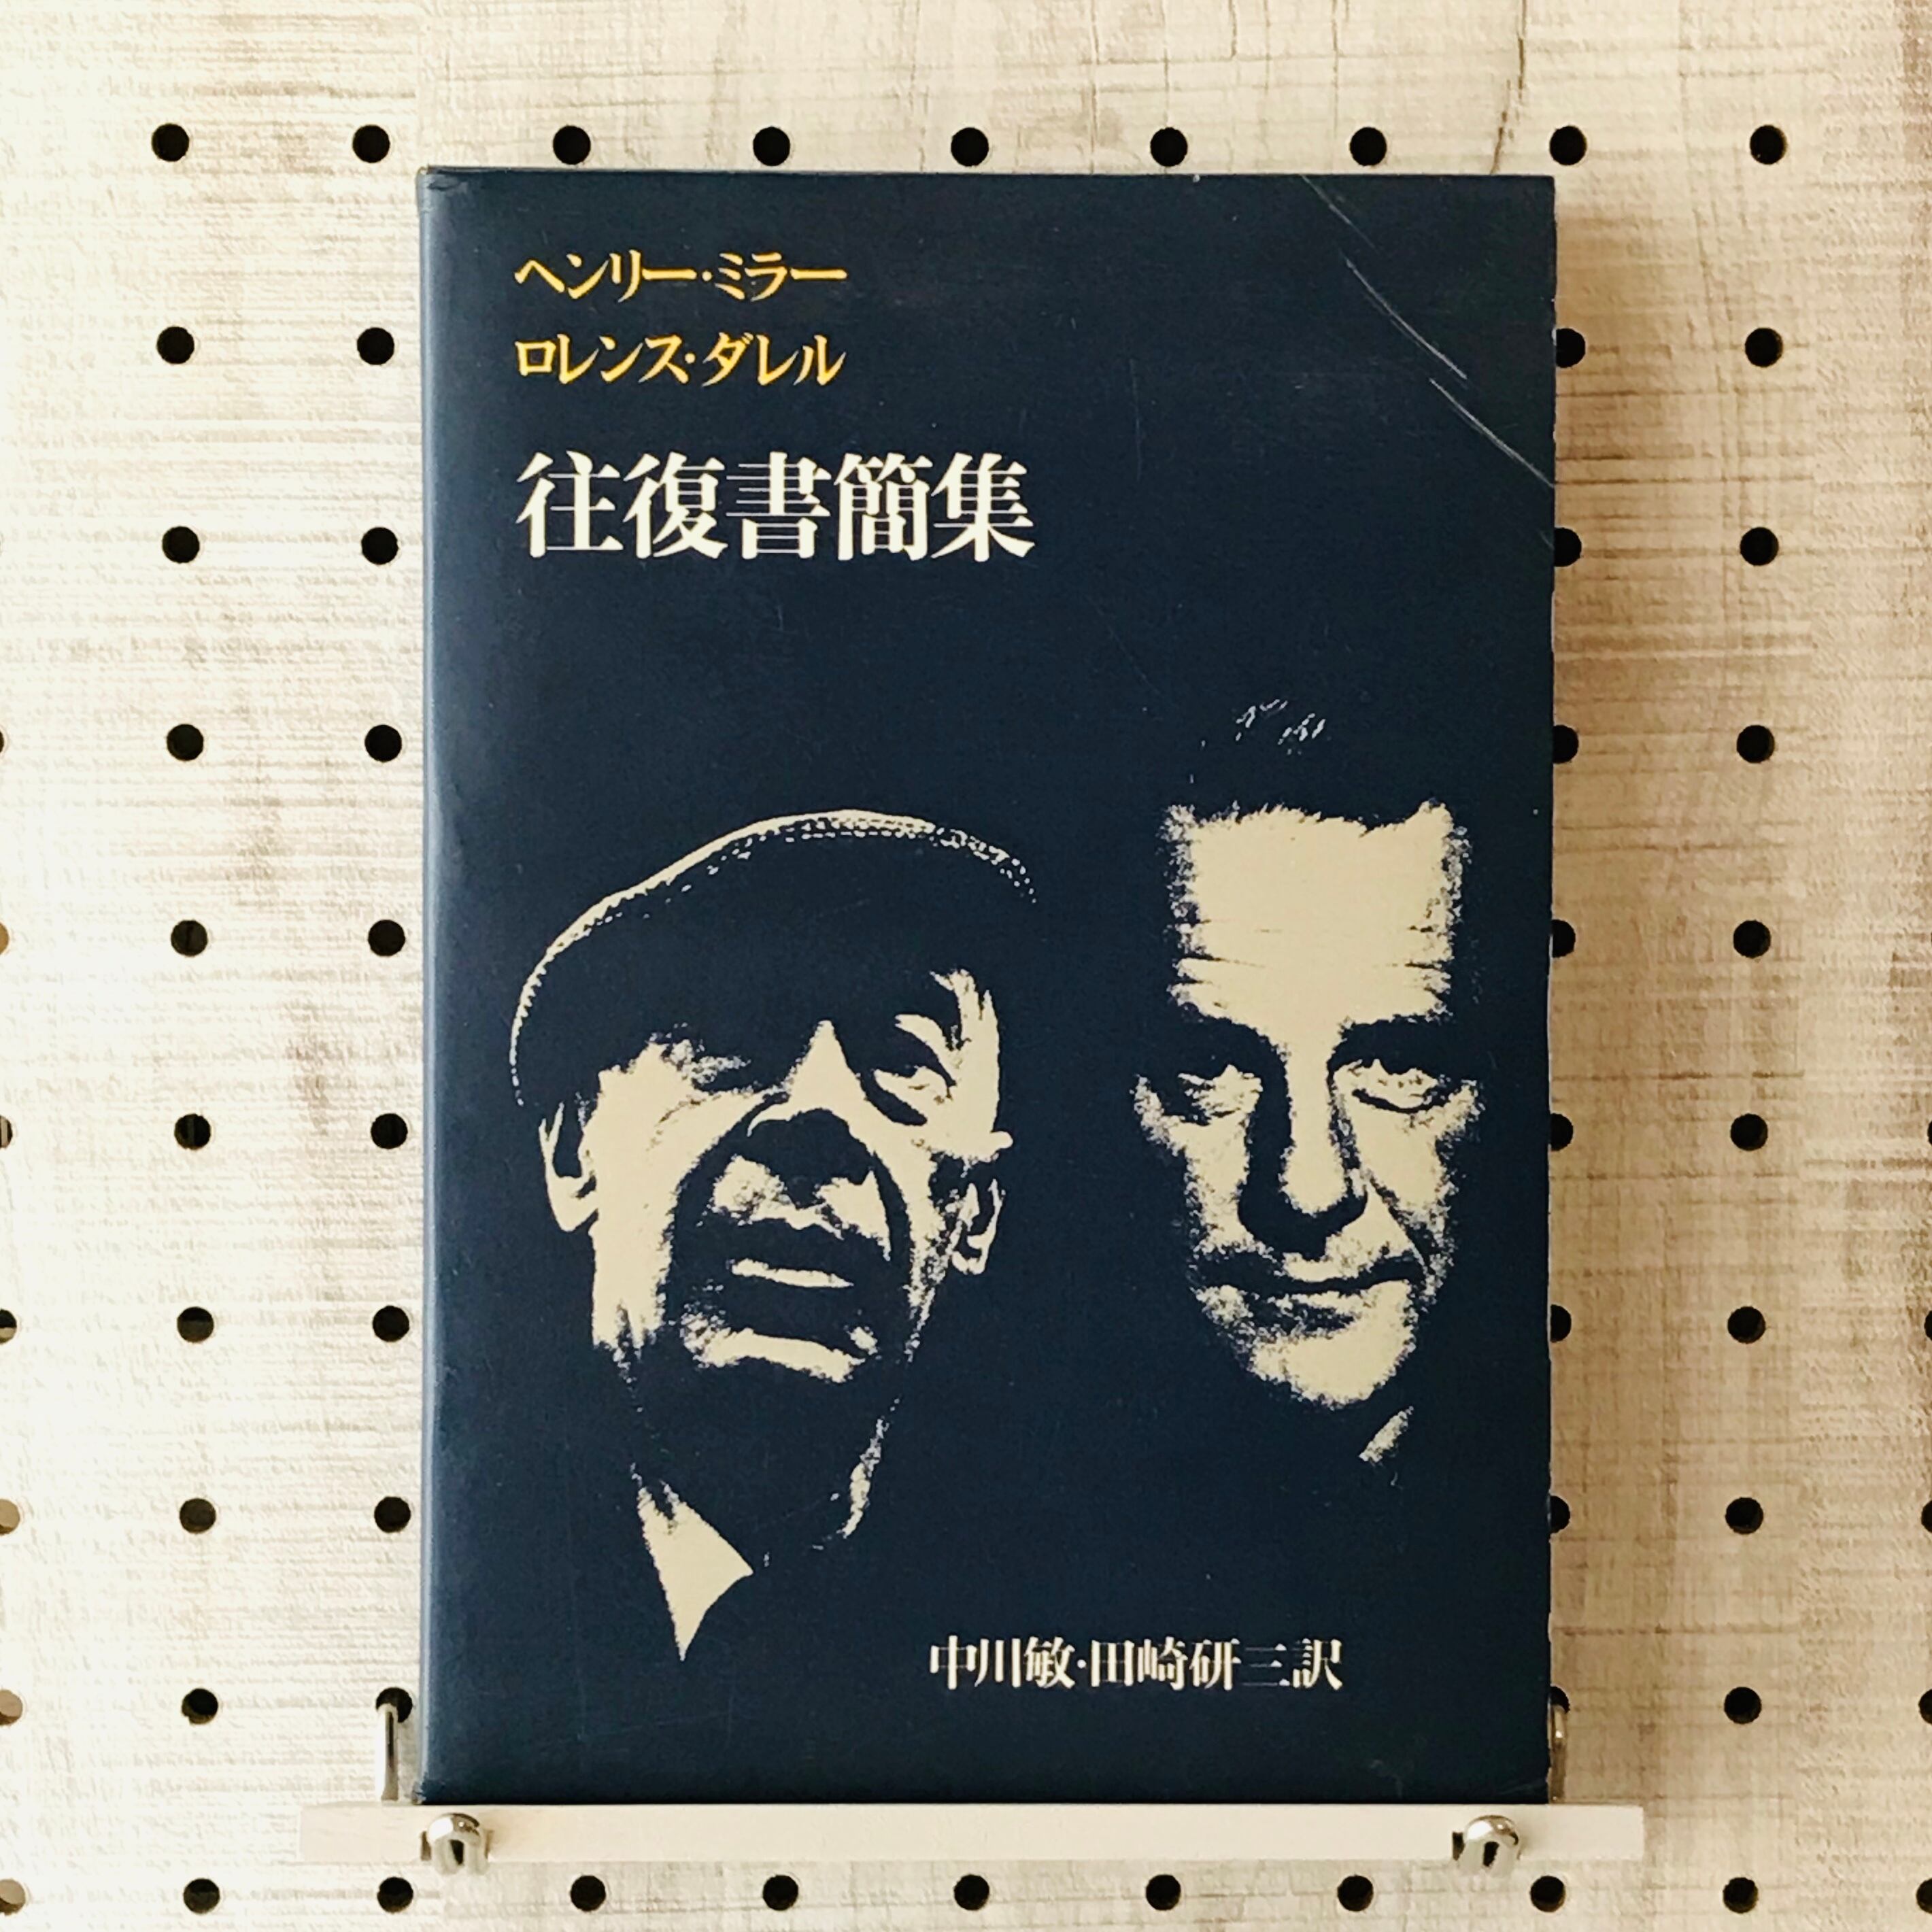 ヘンリー・ミラー
ロレンス・ダレル
往復書簡集
中川敏・田崎研三訳